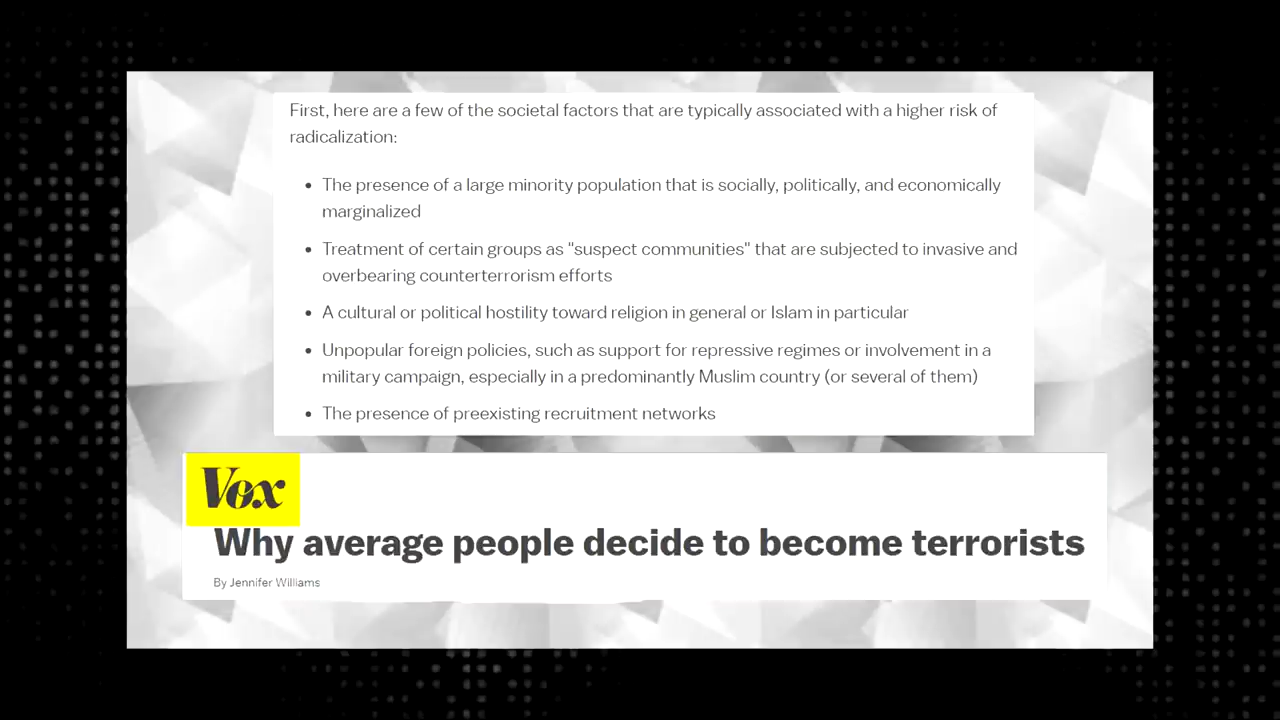 First, here are a few of the societal factors that are typically associated with a higher risk of
radicalization:
• The presence of a large minority population that is socially, politically, and economically
marginalized
• Treatment of certain groups as "suspect communities" that are subjected to invasive and
overbearing counterterrorism efforts
• A cultural or political hostility toward religion in general or Islam in particular
• Unpopular foreign policies, such as support for repressive regimes or involvement in a
military campaign, especially in a predominantly Muslim country (or several of them)
• The presence of preexisting recruitment networks
Vox
Why average people decide to become terrorists
By Jennifer Williams